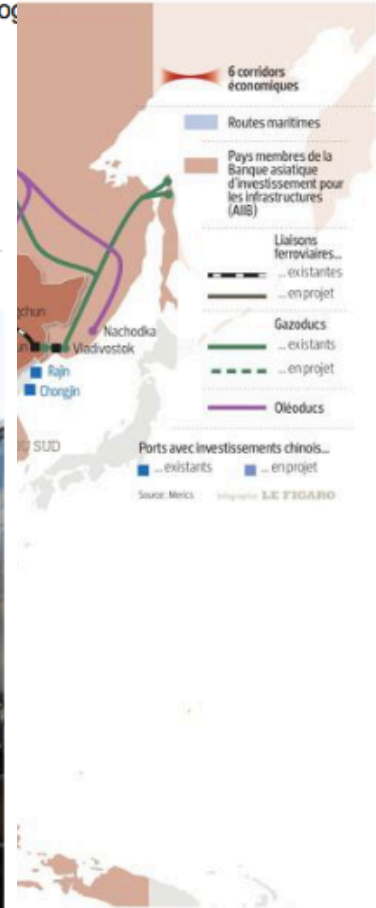 6 corridors
économiques
Routes maritimes
Pays membres de la
Banque asiatique
d'investissement pour
les infrastructures
(AIIB)
Liaisons
ferroviaires...
... existantes
... en projet
Gazoducs
... existants
... en projet
Oléoducs
gchun
Nachodka
Vladivostok
Rajin
Chongjin
U SUD
Ports avec investissements chinois...
... existants
... en projet
Source: Merics
Infographie LE FIGARO